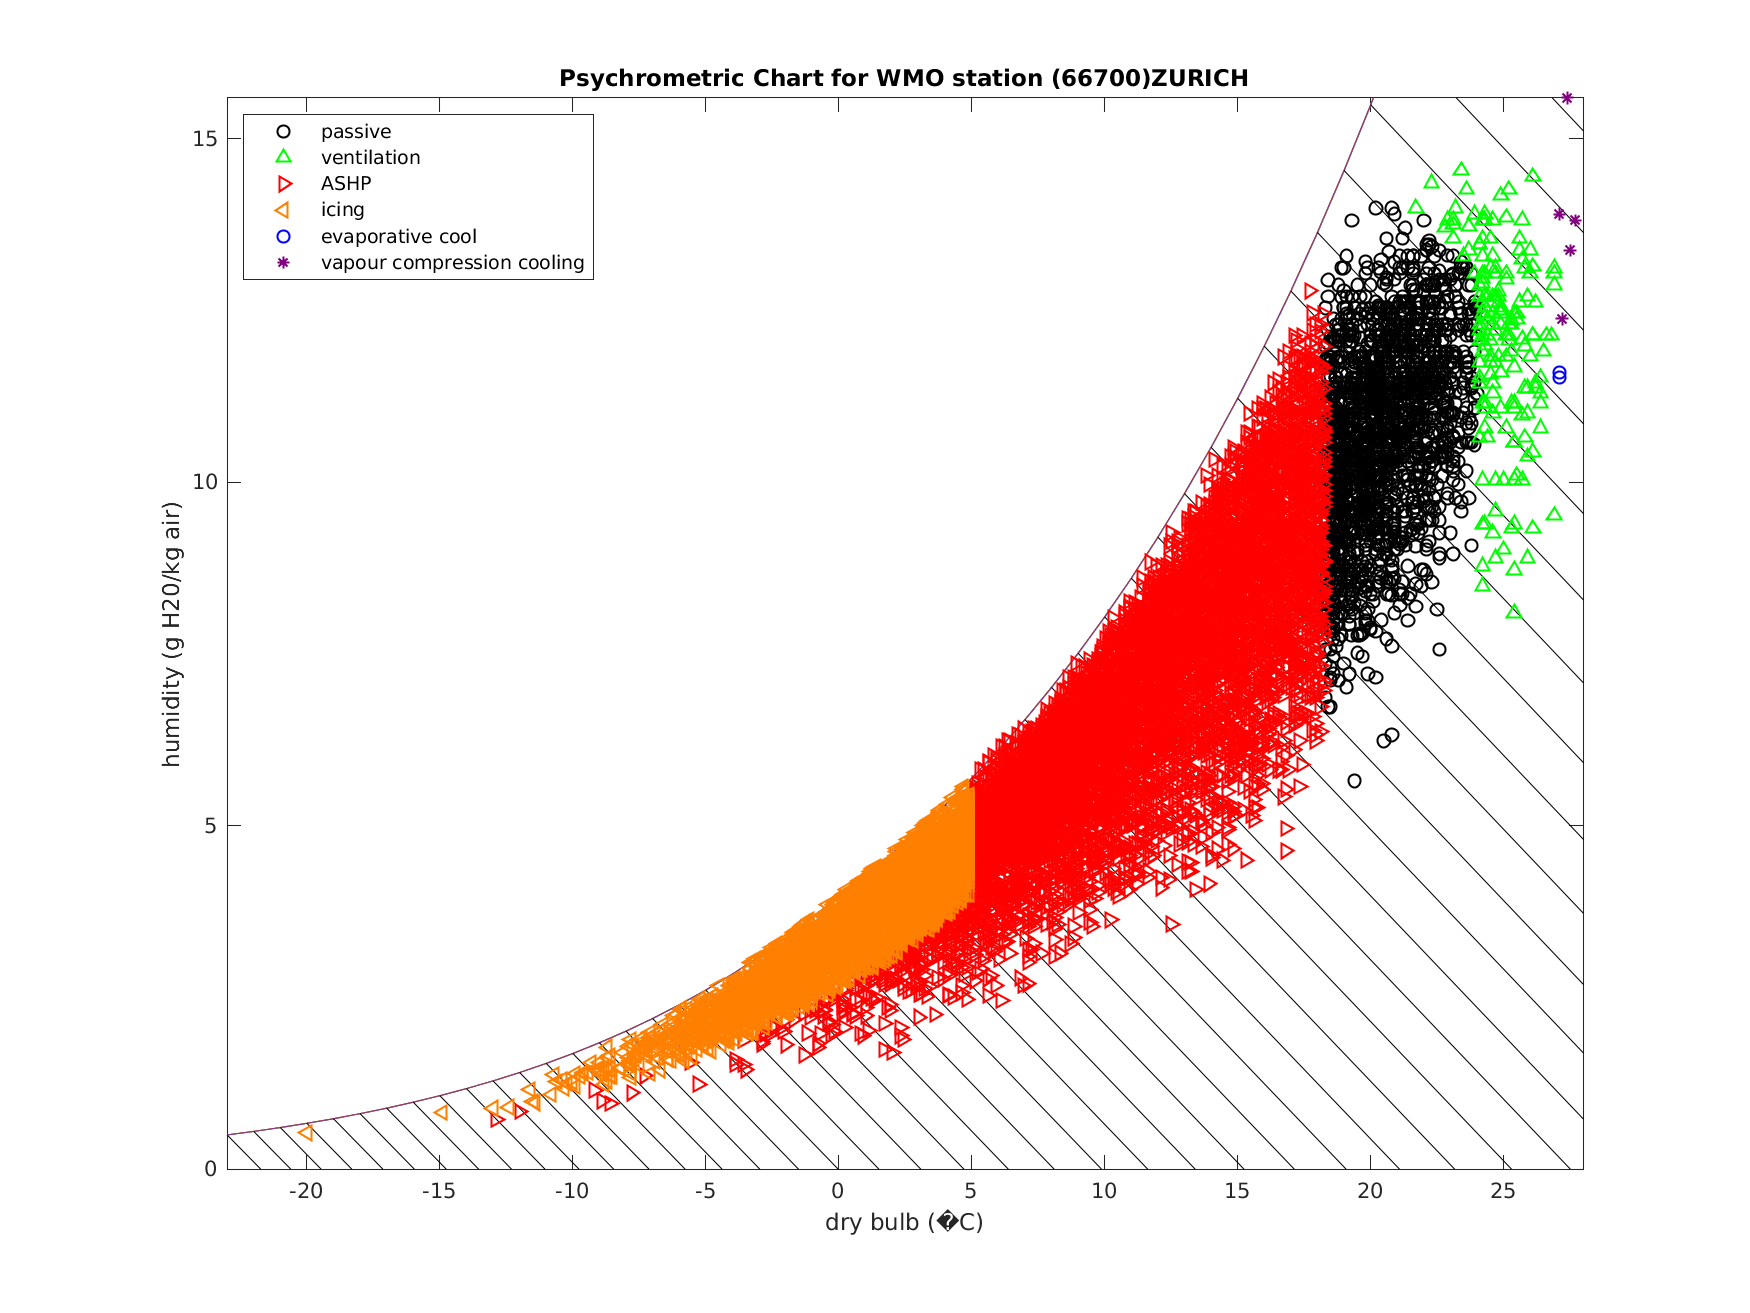 Psychrometric Chart for WMO station (66700)ZURICH
passive
ventilation
ASHP
icing
evaporative cool
vapour compression cooling
15
10
5
0
humidity (g H20/kg air)
-20 -15 -10 -5 0 5 10 15 20 25
dry bulb (�C)